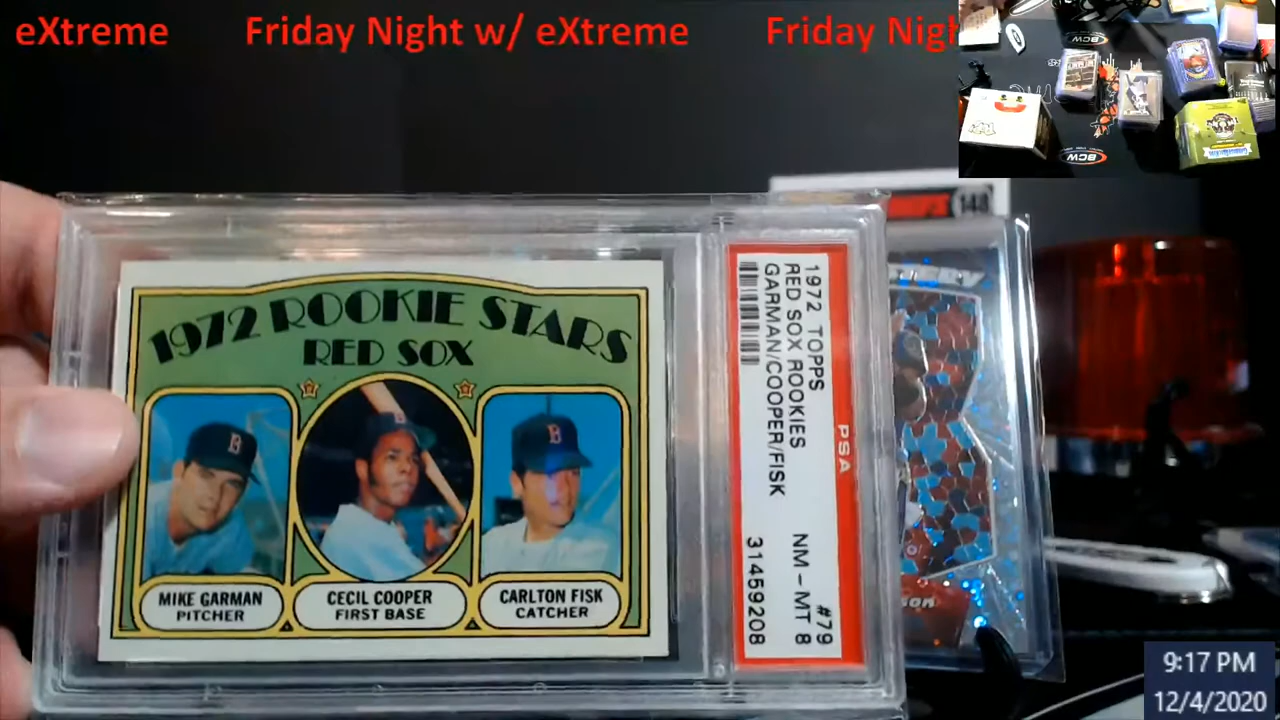 eXtreme Friday Night w/ eXtreme Friday Nigh
BCW
BCW
148
1972 ROOKIE STARS
RED SOX
B
B
MIKE GARMAN
PITCHER
CECIL COOPER
FIRST BASE
CARLTON FISK
CATCHER
1972 TOPPS #79
RED SOX ROOKIES NM - MT 8
GARMAN/COOPER/FISK 31459208
PSA
9:17 PM
12/4/2020